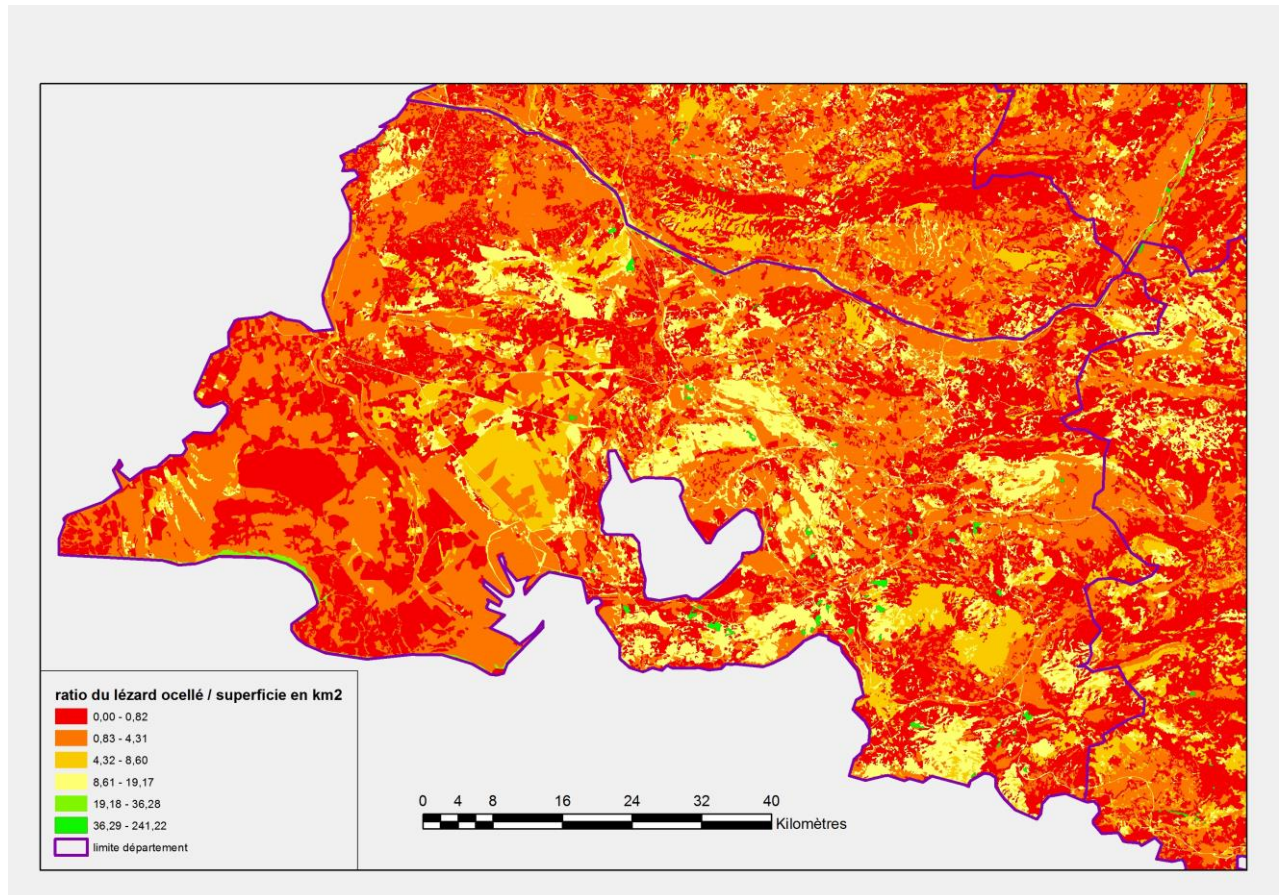 ratio du lézard ocellé / superficie en km2
0,00 - 0,82
0,83 - 4,31
4,32 - 8,60
8,61 - 19,17
19,18 - 36,28
36,29 - 241,22
limite département
0 4 8 16 24 32 40
Kilomètres